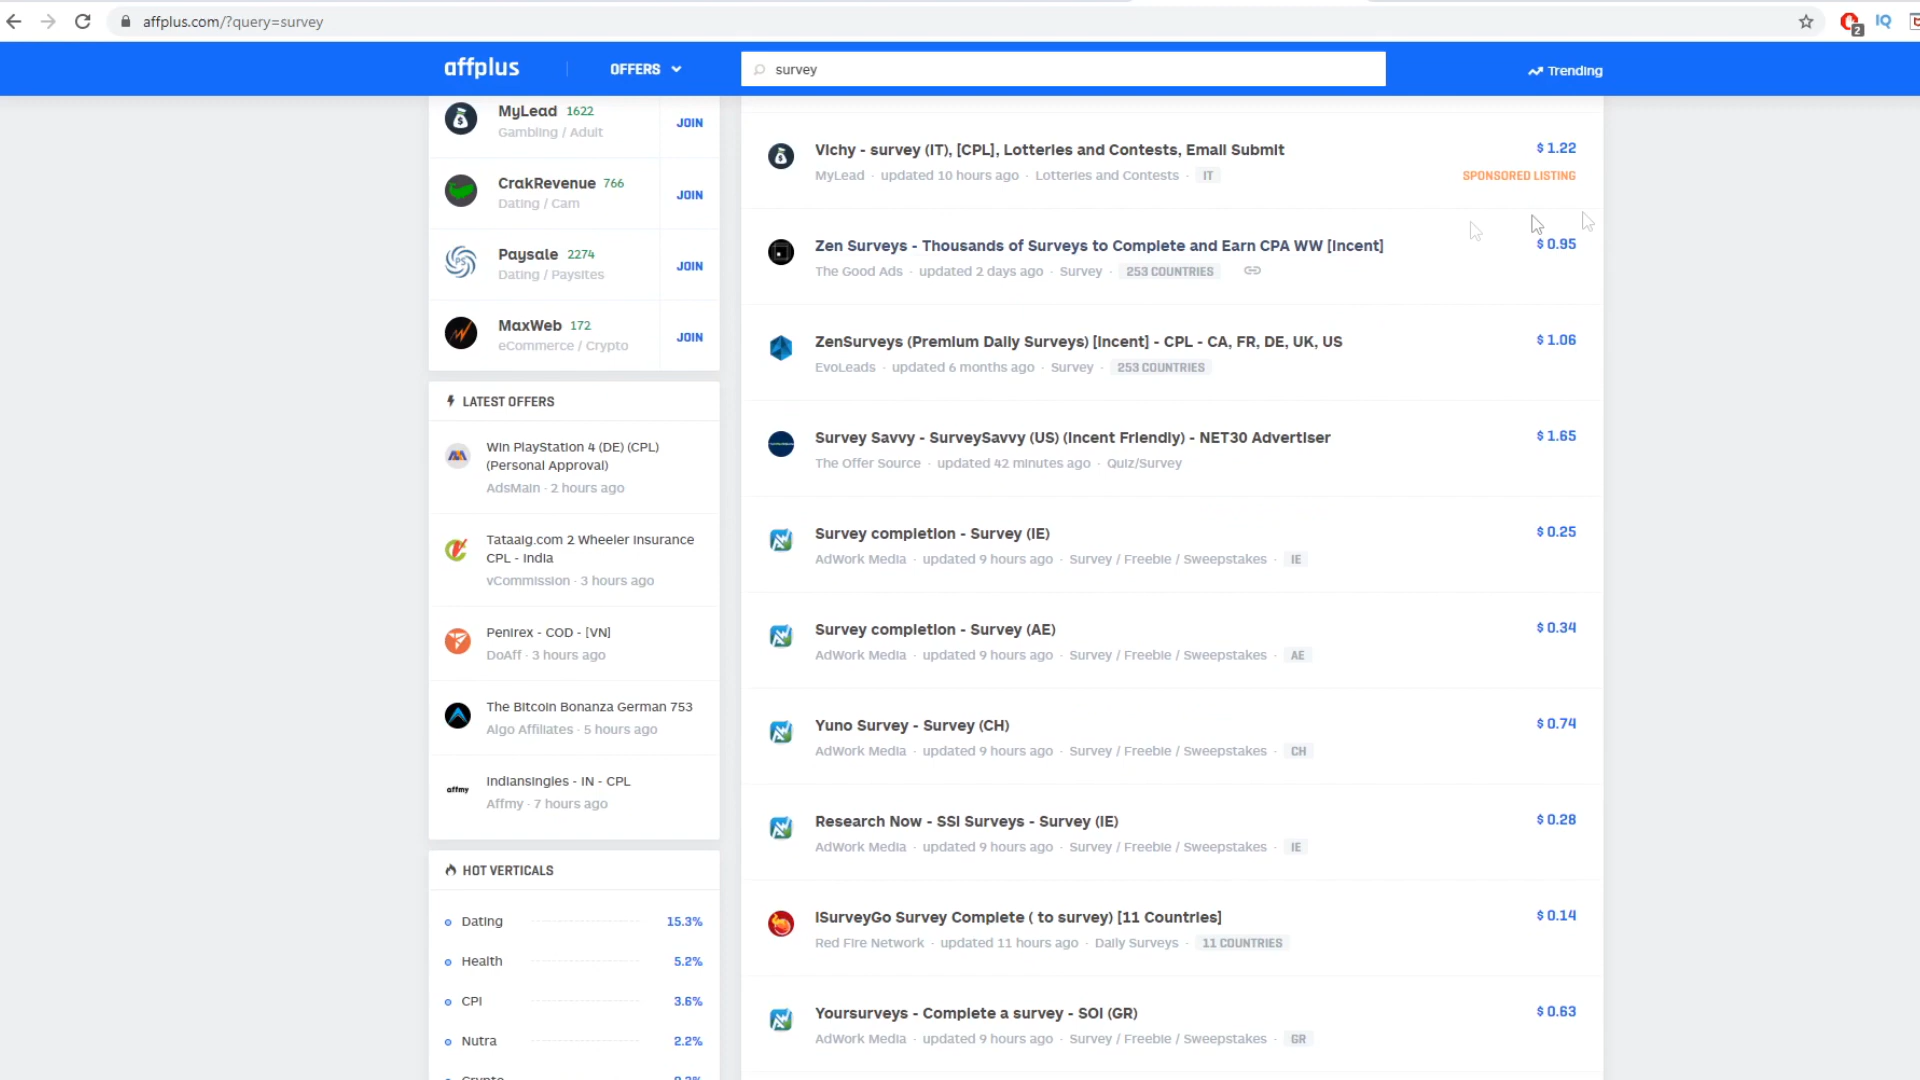 affplus.com/?query=survey
2
IQ
affplus
OFFERS
survey
Trending
MyLead 1622
Gambling / Adult
JOIN
CrakRevenue 766
Dating / Cam
JOIN
Paysale 2274
Dating / Paysites
JOIN
MaxWeb 172
eCommerce / Crypto
JOIN
LATEST OFFERS
Win PlayStation 4 (DE) (CPL)
(Personal Approval)
AdsMain · 2 hours ago
Tataaig.com 2 Wheeler Insurance
CPL - India
vCommission · 3 hours ago
Penirex - COD - [VN]
DoAff · 3 hours ago
The Bitcoin Bonanza German 753
Algo Affiliates · 5 hours ago
affmy
Indiansingles - IN - CPL
Affmy · 7 hours ago
HOT VERTICALS
Dating 15.3%
Health 5.2%
CPI 3.6%
Nutra 2.2%
Vichy - survey (IT), [CPL], Lotteries and Contests, Email Submit
$ 1.22
MyLead · updated 10 hours ago · Lotteries and Contests · IT
SPONSORED LISTING
Zen Surveys - Thousands of Surveys to Complete and Earn CPA WW [Incent]
$ 0.95
The Good Ads · updated 2 days ago · Survey · 253 COUNTRIES
ZenSurveys (Premium Daily Surveys) [Incent] - CPL - CA, FR, DE, UK, US
$ 1.06
EvoLeads · updated 6 months ago · Survey · 253 COUNTRIES
Survey Savvy - SurveySavvy (US) (Incent Friendly) - NET30 Advertiser
$ 1.65
The Offer Source · updated 42 minutes ago · Quiz/Survey
Survey completion - Survey (IE)
$ 0.25
AdWork Media · updated 9 hours ago · Survey / Freebie / Sweepstakes · IE
Survey completion - Survey (AE)
$ 0.34
AdWork Media · updated 9 hours ago · Survey / Freebie / Sweepstakes · AE
Yuno Survey - Survey (CH)
$ 0.74
AdWork Media · updated 9 hours ago · Survey / Freebie / Sweepstakes · CH
Research Now - SSI Surveys - Survey (IE)
$ 0.28
AdWork Media · updated 9 hours ago · Survey / Freebie / Sweepstakes · IE
ISurveyGo Survey Complete ( to survey) [11 Countries]
$ 0.14
Red Fire Network · updated 11 hours ago · Daily Surveys · 11 COUNTRIES
Yoursurveys - Complete a survey - SOI (GR)
$ 0.63
AdWork Media · updated 9 hours ago · Survey / Freebie / Sweepstakes · GR